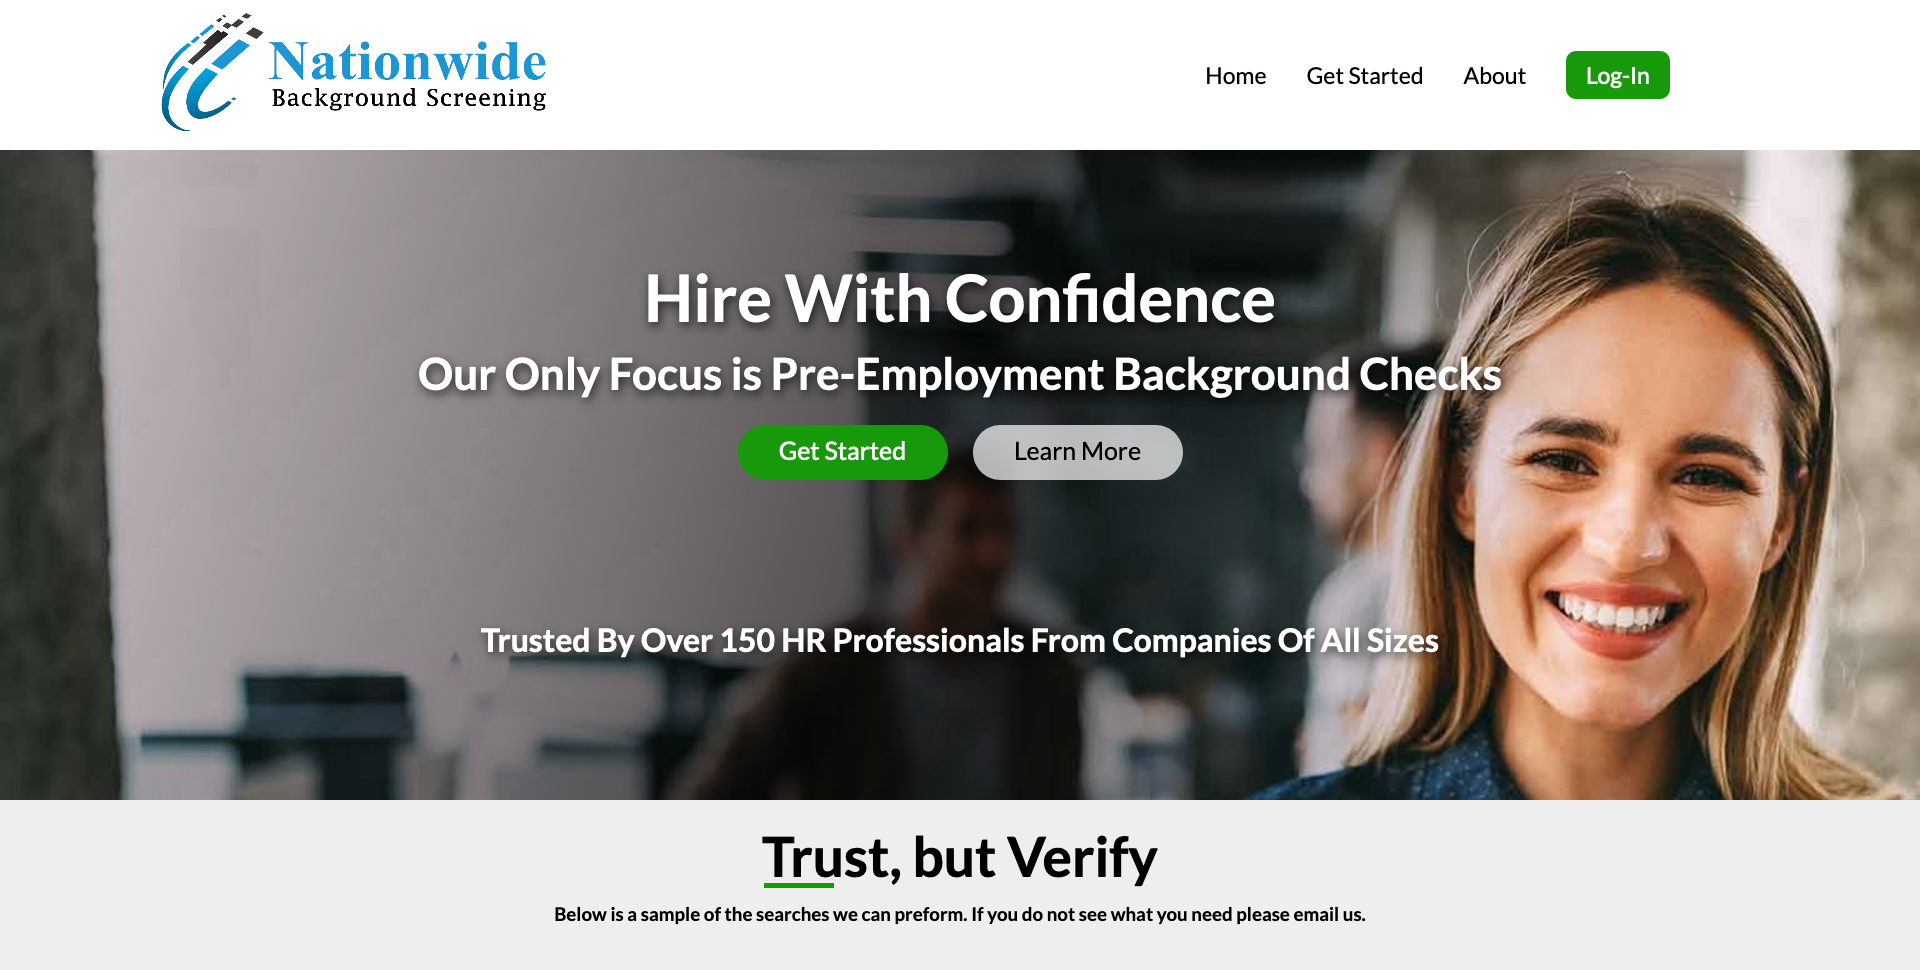 Nationwide
Background Screening
Home
Get Started
About
Log-In
Hire With Confidence
Our Only Focus is Pre-Employment Background Checks
Get Started
Learn More
Trusted By Over 150 HR Professionals From Companies Of All Sizes
Trust, but Verify
Below is a sample of the searches we can preform. If you do not see what you need please email us.